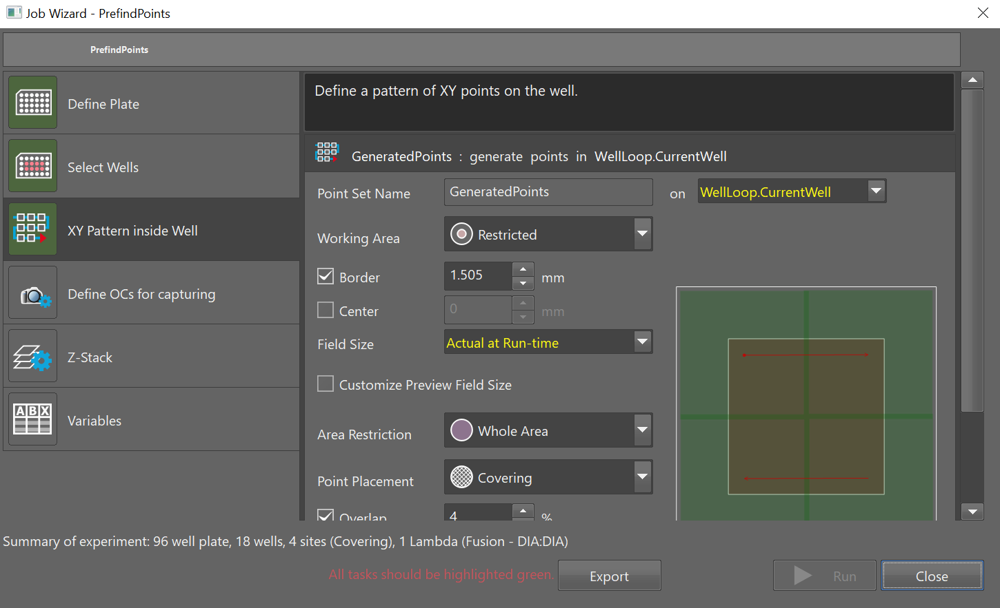 Job Wizard - PrefindPoints
PrefindPoints
Define Plate
Select Wells
XY Pattern inside Well
Define OCs for capturing
Z-Stack
ABX
Variables
Define a pattern of XY points on the well.
GeneratedPoints : generate points in WellLoop.CurrentWell
Point Set Name GeneratedPoints on WellLoop.CurrentWell
Working Area Restricted
Border 1.505 mm
Center 0 mm
Field Size Actual at Run-time
Customize Preview Field Size
Area Restriction Whole Area
Point Placement Covering
Overlap 4 %
Summary of experiment: 96 well plate, 18 wells, 4 sites (Covering), 1 Lambda (Fusion - DIA:DIA)
All tasks should be highlighted green. Export Run Close